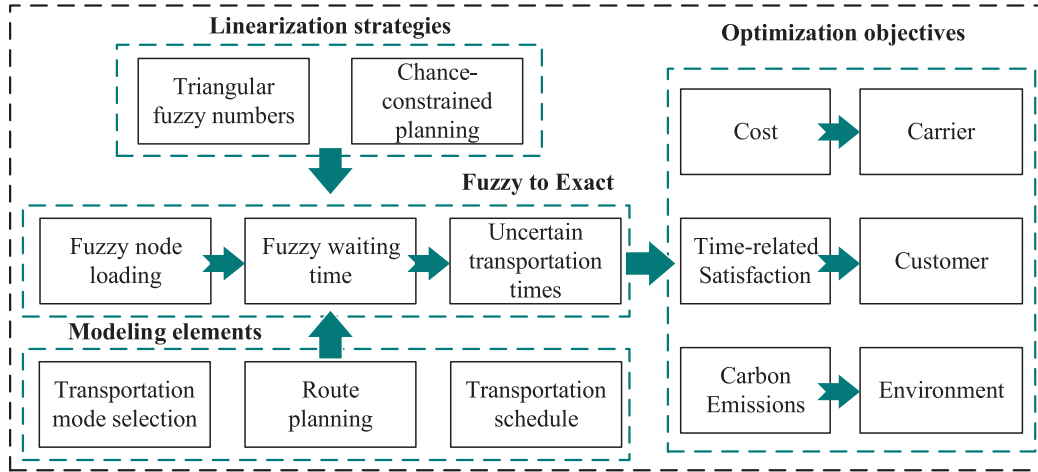 Linearization strategies
Triangular
fuzzy numbers
Chance-
constrained
planning
Fuzzy to Exact
Fuzzy node
loading
Fuzzy waiting
time
Uncertain
transportation
times
Modeling elements
Transportation
mode selection
Route
planning
Transportation
schedule
Optimization objectives
Cost
Carrier
Time-related
Satisfaction
Customer
Carbon
Emissions
Environment